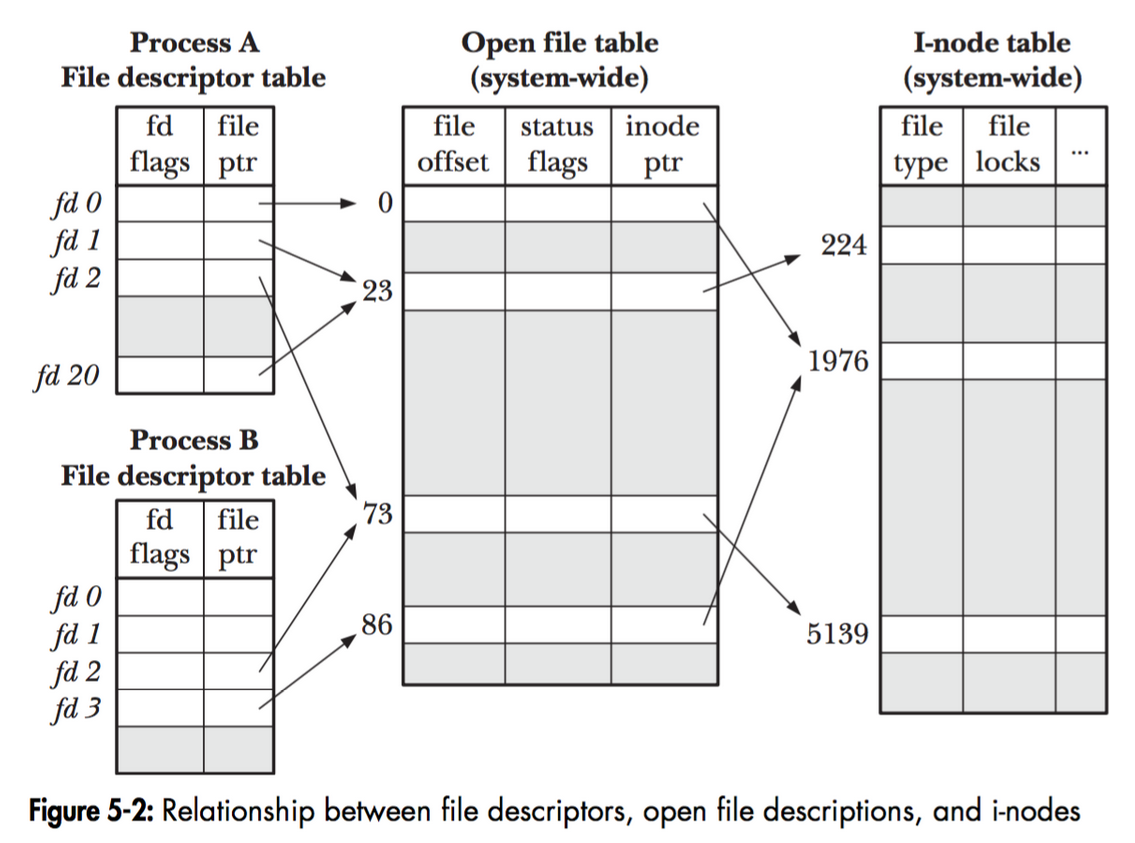 Process A
File descriptor table
fd file
flags ptr
fd 0
fd 1
fd 2
fd 20
Process B
File descriptor table
fd file
flags ptr
fd 0
fd 1
fd 2
fd 3
Open file table
(system-wide)
file status inode
offset flags ptr
0
23
73
86
I-node table
(system-wide)
file file ...
type locks
224
1976
5139
Figure 5-2: Relationship between file descriptors, open file descriptions, and i-nodes